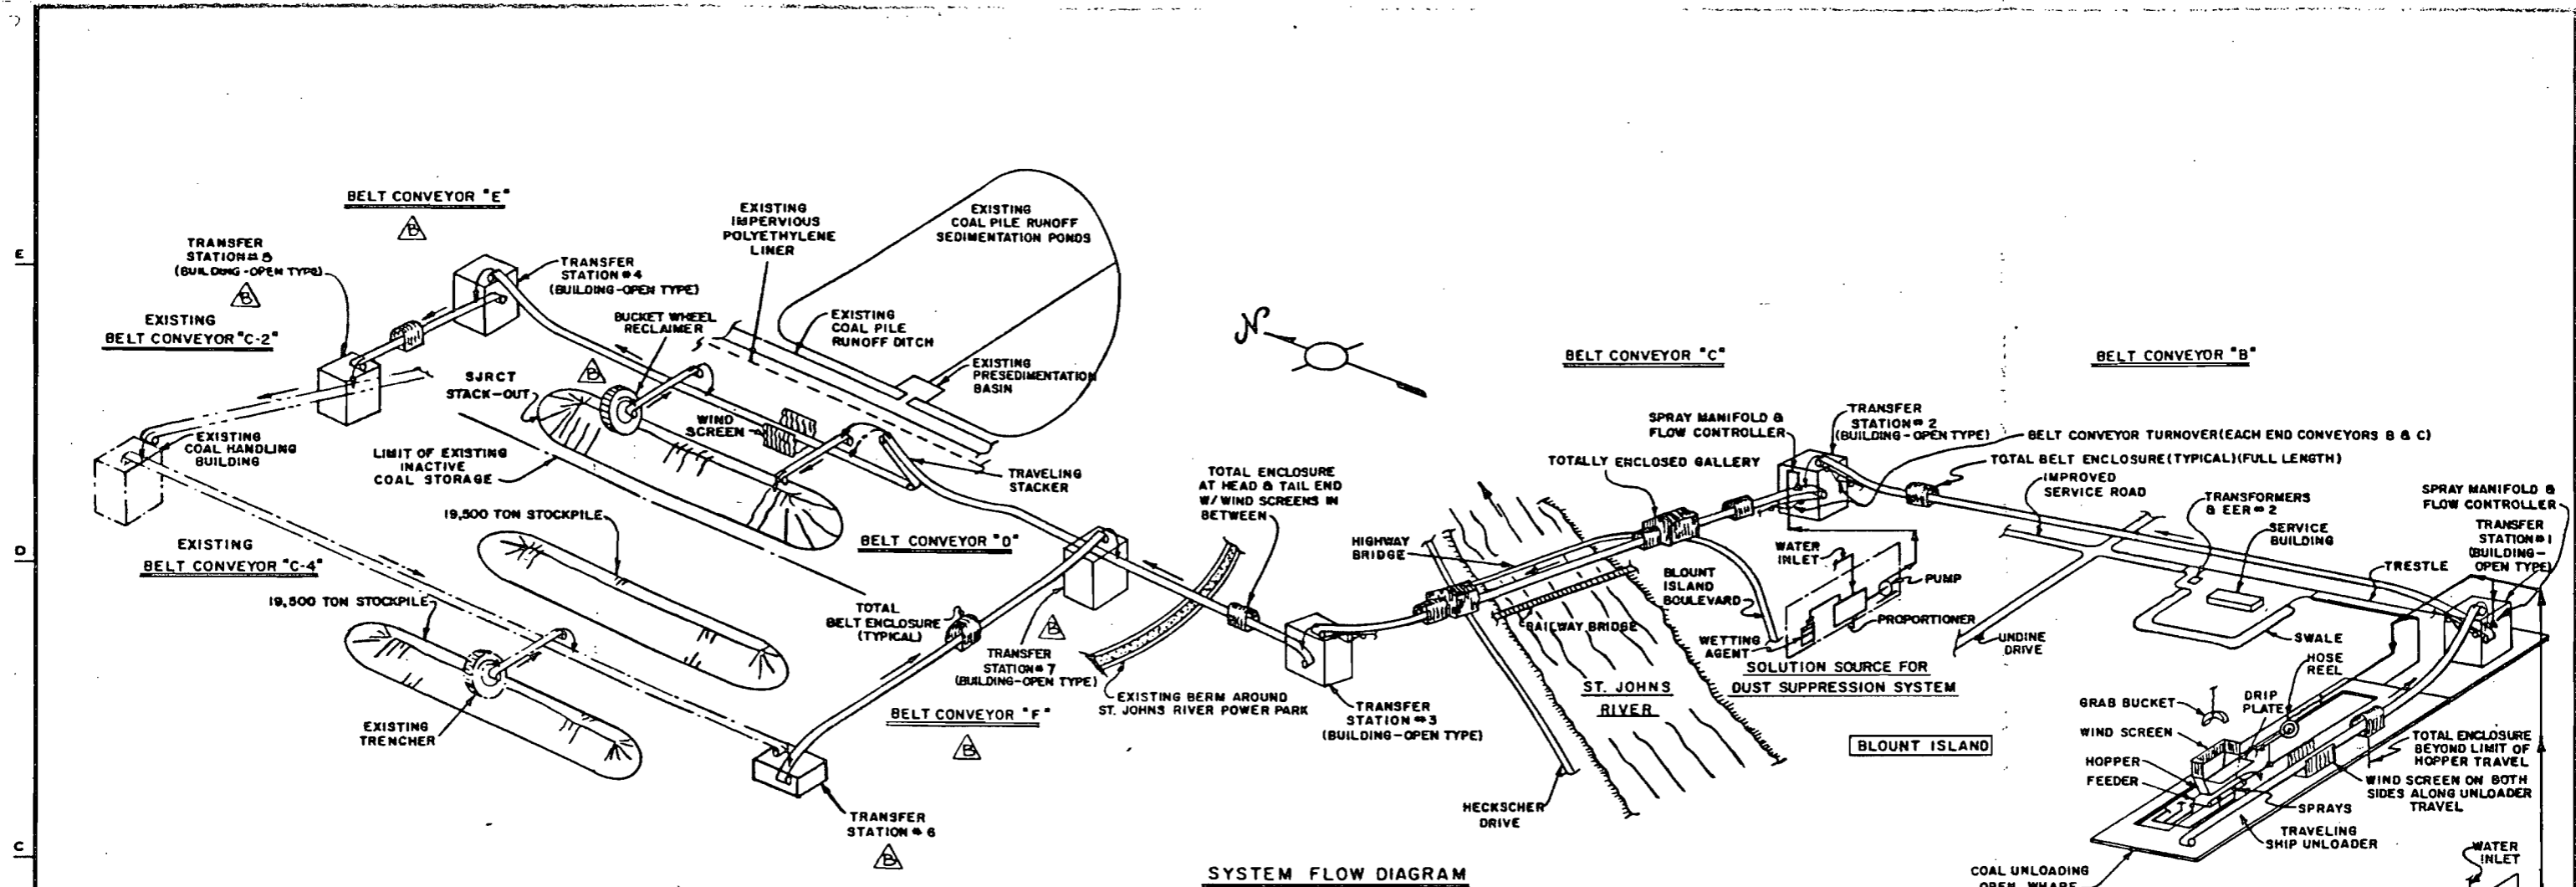 BELT CONVEYOR "E"
B
TRANSFER
STATION # 5
(BUILDING-OPEN TYPE)
B
EXISTING
BELT CONVEYOR "C-2"
TRANSFER
STATION #4
(BUILDING-OPEN TYPE)
BUCKET WHEEL
RECLAIMER
B
SJRCT
STACK-OUT
EXISTING
IMPERVIOUS
POLYETHYLENE
LINER
EXISTING
COAL PILE RUNOFF
SEDIMENTATION PONDS
EXISTING
COAL PILE
RUNOFF DITCH
EXISTING
PRESEDIMENTATION
BASIN
WIND
SCREEN
EXISTING
COAL HANDLING
BUILDING
LIMIT OF EXISTING
INACTIVE
COAL STORAGE
TRAVELING
STACKER
19,500 TON STOCKPILE
EXISTING
BELT CONVEYOR "C-4"
19,500 TON STOCKPILE
BELT CONVEYOR "D"
TOTAL
BELT ENCLOSURE
(TYPICAL)
TRANSFER
STATION # 7
(BUILDING-OPEN TYPE)
B
BELT CONVEYOR "F"
B
EXISTING
TRENCHER
TRANSFER
STATION # 6
B
EXISTING BERM AROUND
ST. JOHNS RIVER POWER PARK
TOTAL ENCLOSURE
AT HEAD & TAIL END
W/WIND SCREENS IN
BETWEEN
N
TRANSFER
STATION #3
(BUILDING-OPEN TYPE)
HIGHWAY
BRIDGE
RAILWAY BRIDGE
ST. JOHNS
RIVER
HECKSCHER
DRIVE
BELT CONVEYOR "C"
BELT CONVEYOR "B"
SPRAY MANIFOLD &
FLOW CONTROLLER
TRANSFER
STATION # 2
(BUILDING-OPEN TYPE)
BELT CONVEYOR TURNOVER(EACH END CONVEYORS B & C)
TOTALLY ENCLOSED GALLERY
TOTAL BELT ENCLOSURE(TYPICAL)(FULL LENGTH)
IMPROVED
SERVICE ROAD
TRANSFORMERS
& EER # 2
SERVICE
BUILDING
SPRAY MANIFOLD &
FLOW CONTROLLER
TRANSFER
STATION #1
(BUILDING-
OPEN TYPE)
TRESTLE
WATER
INLET
PUMP
PROPORTIONER
BLOUNT
ISLAND
BOULEVARD
WETTING
AGENT
SOLUTION SOURCE FOR
DUST SUPPRESSION SYSTEM
UNDINE
DRIVE
SWALE
HOSE
REEL
BLOUNT ISLAND
GRAB BUCKET
DRIP
PLATE
WIND SCREEN
HOPPER
FEEDER
TOTAL ENCLOSURE
BEYOND LIMIT OF
HOPPER TRAVEL
WIND SCREEN ON BOTH
SIDES ALONG UNLOADER
TRAVEL
SPRAYS
TRAVELING
SHIP UNLOADER
COAL UNLOADING
OPEN WHARF
WATER
INLET
SYSTEM FLOW DIAGRAM
E
D
C